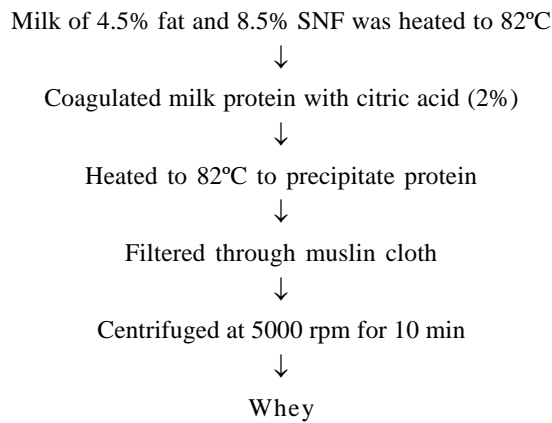 Milk of 4.5% fat and 8.5% SNF was heated to 82ºC
↓
Coagulated milk protein with citric acid (2%)
↓
Heated to 82ºC to precipitate protein
↓
Filtered through muslin cloth
↓
Centrifuged at 5000 rpm for 10 min
↓
Whey